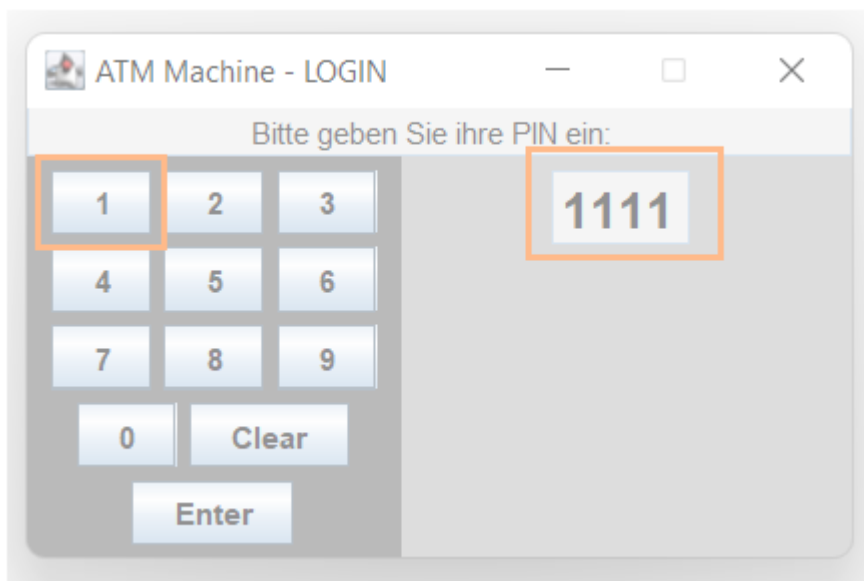 ATM Machine - LOGIN
Bitte geben Sie ihre PIN ein:
1 2 3 1111
4 5 6
7 8 9
0 Clear
Enter